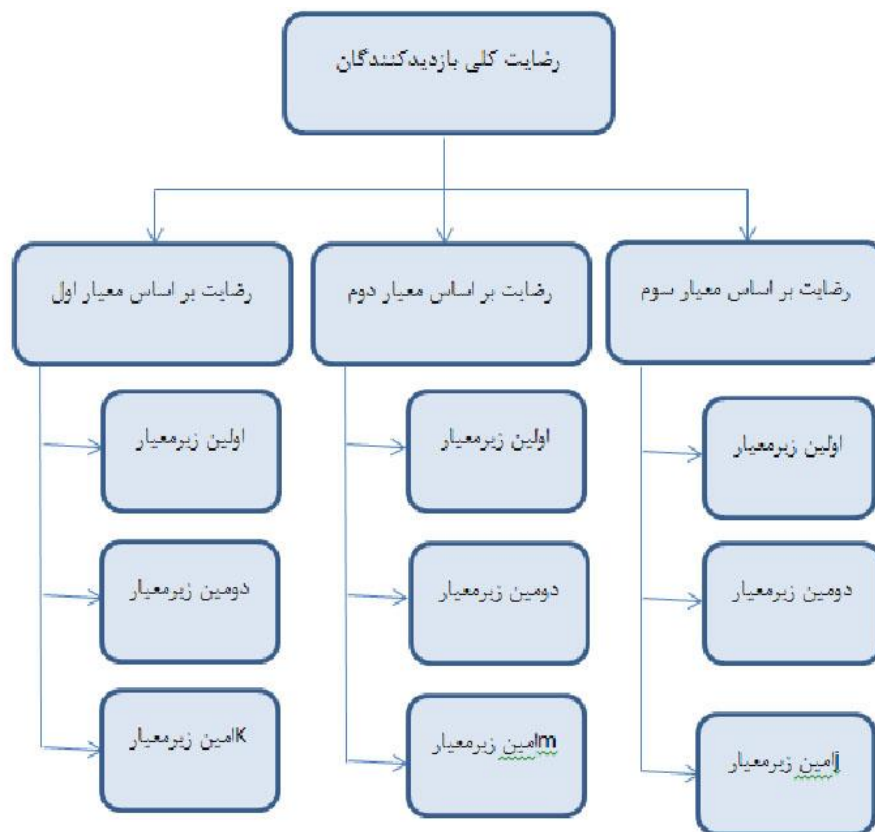 رضایت کلی بازدیدکنندگان
رضایت بر اساس معیار اول
رضایت بر اساس معیار دوم
رضایت بر اساس معیار سوم
اولین زیرمعیار
اولین زیرمعیار
اولین زیرمعیار
دومین زیرمعیار
دومین زیرمعیار
دومین زیرمعیار
Kامین زیرمعیار
mامین زیرمعیار
jامین زیرمعیار